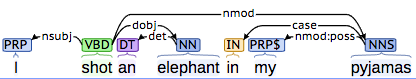 nmod
dobj case
nsubj det nmod:poss
PRP VBD DT NN IN PRP$ NNS
I shot an elephant in my pyjamas